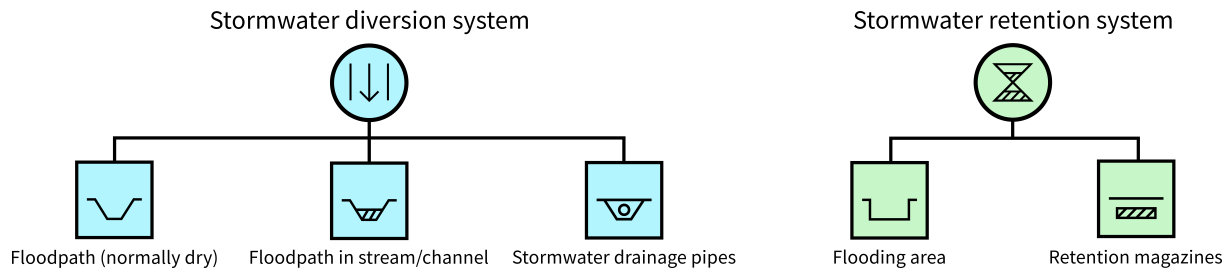 Stormwater diversion system
Stormwater retention system
Floodpath (normally dry)
Floodpath in stream/channel
Stormwater drainage pipes
Flooding area
Retention magazines